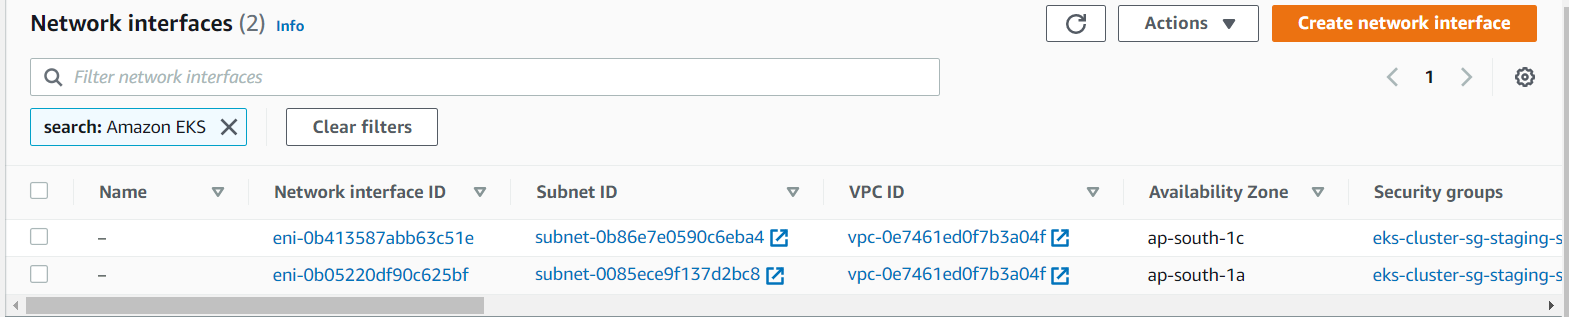 Network interfaces (2) Info
Actions
Create network interface
Filter network interfaces
1
search: Amazon EKS
Clear filters
Name Network interface ID Subnet ID VPC ID Availability Zone Security groups
– eni-0b413587abb63c51e subnet-0b86e7e0590c6eba4 vpc-0e7461ed0f7b3a04f ap-south-1c eks-cluster-sg-staging-s
– eni-0b05220df90c625bf subnet-0085ece9f137d2bc8 vpc-0e7461ed0f7b3a04f ap-south-1a eks-cluster-sg-staging-s